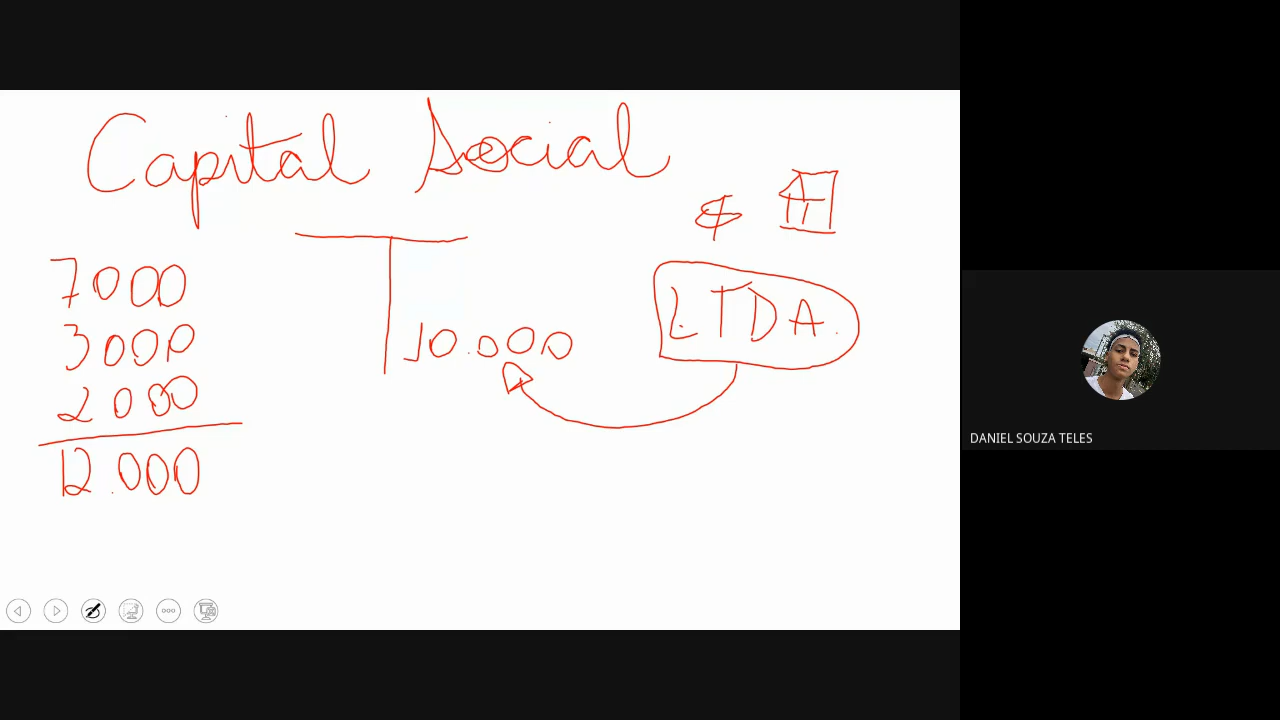 Capital Social
7000
3000
2000
12.000
10.000
LTDA.
DANIEL SOUZA TELES